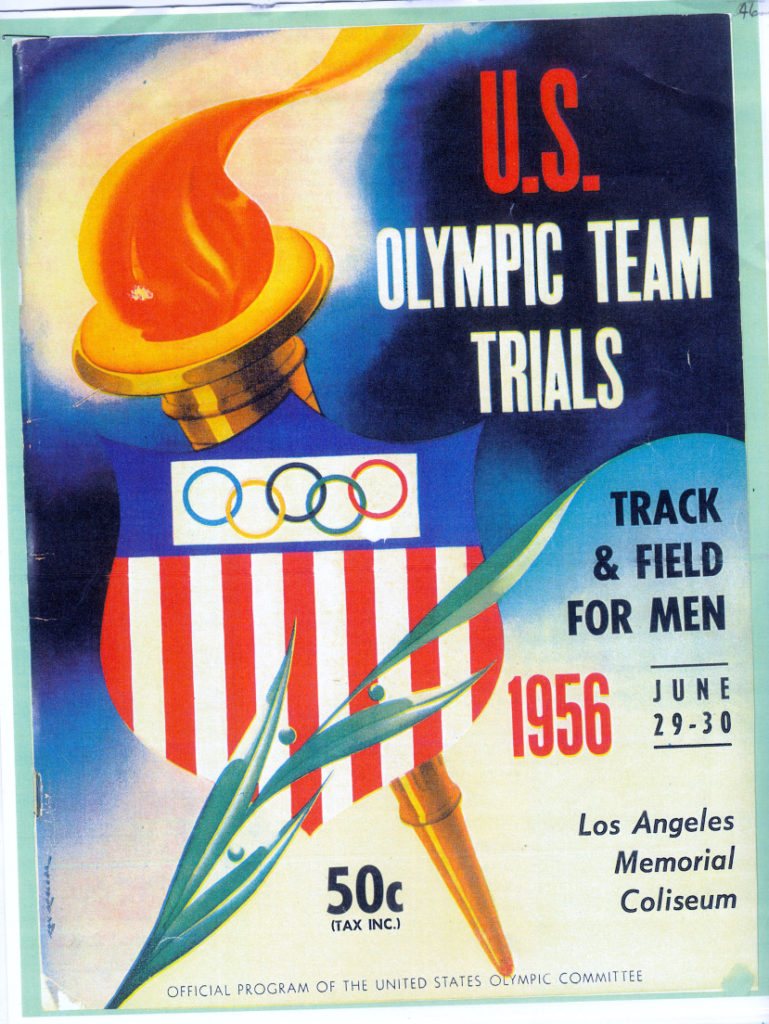 46
U.S.
OLYMPIC TEAM
TRIALS
TRACK
& FIELD
FOR MEN
1956
JUNE
29-30
Los Angeles
Memorial
Coliseum
50c
(TAX INC.)
OFFICIAL PROGRAM OF THE UNITED STATES OLYMPIC COMMITTEE